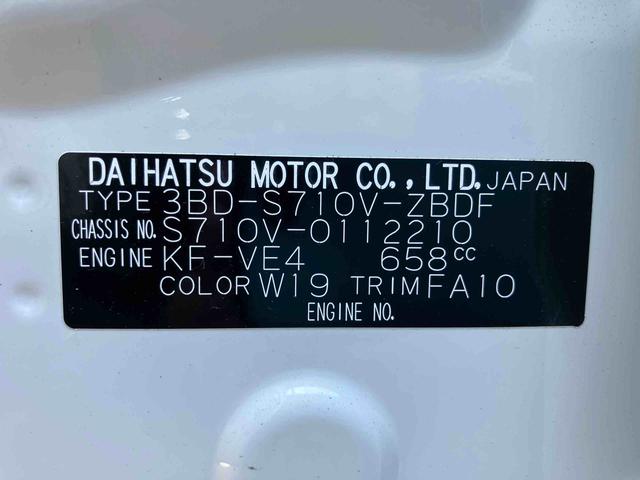 DAIHATSU MOTOR CO.,LTD. JAPAN
TYPE 3BD-S710V-ZBDF
CHASSIS NO. S710V-0112210
ENGINE KF-VE4 658cc
COLOR W19 TRIM FA10
ENGINE NO.